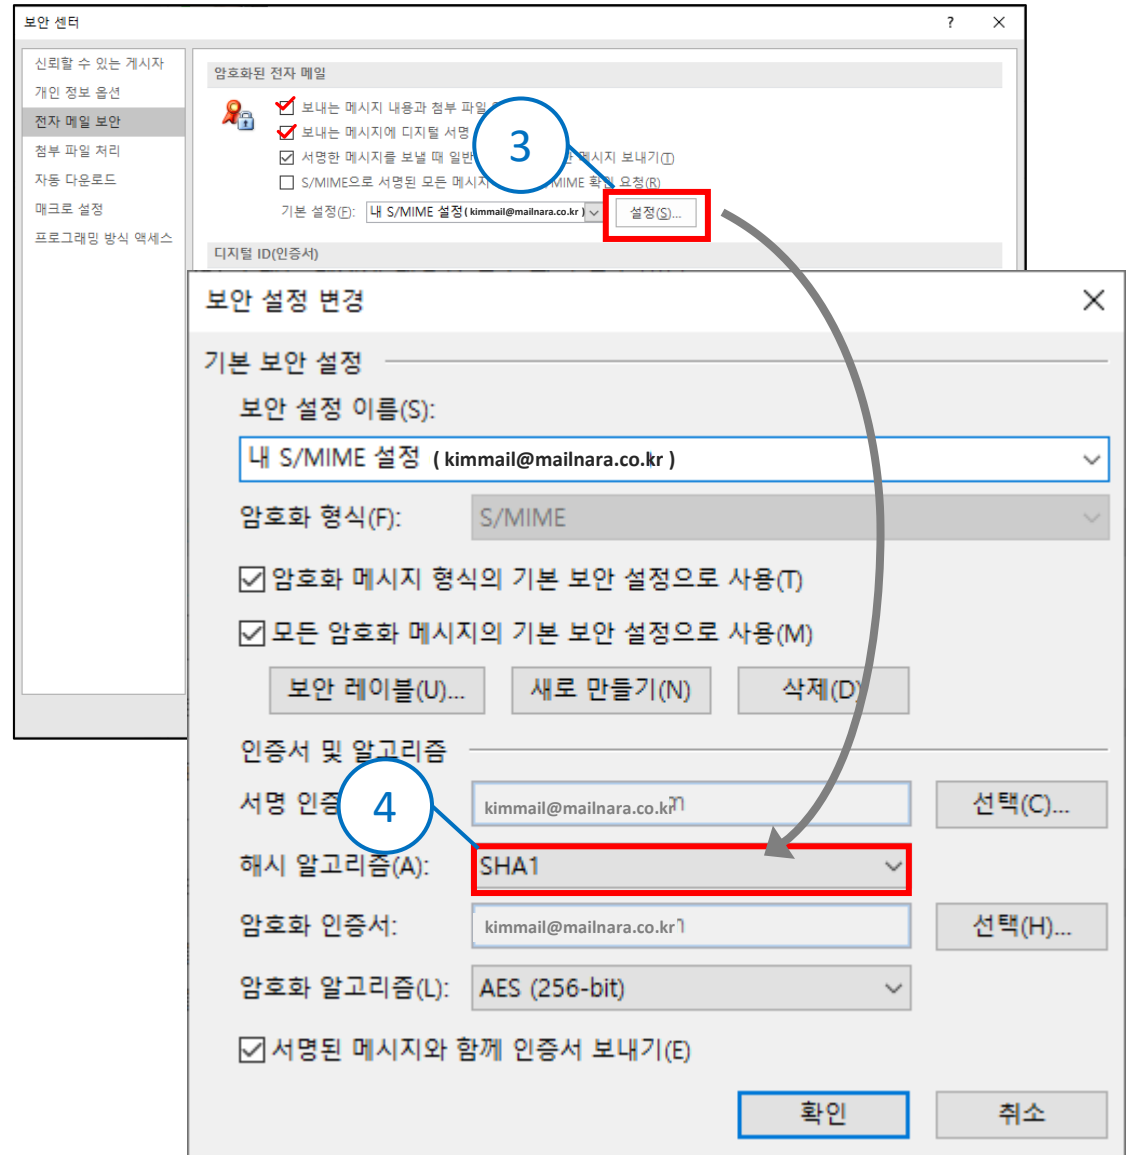 보안 센터
?
신뢰할 수 있는 게시자
개인 정보 옵션
전자 메일 보안
첨부 파일 처리
자동 다운로드
매크로 설정
프로그래밍 방식 액세스
암호화된 전자 메일
보내는 메시지 내용과 첨부 파일
보내는 메시지에 디지털 서명
서명한 메시지를 보낼 때 일반 메시지 보내기(T)
S/MIME으로 서명된 모든 메시지 S/MIME 확인 요청(R)
기본 설정(F): 내 S/MIME 설정( kimmail@mailnara.co.kr ) 설정(S)...
3
디지털 ID(인증서)
보안 설정 변경
기본 보안 설정
보안 설정 이름(S):
내 S/MIME 설정 ( kimmail@mailnara.co.kr )
암호화 형식(F): S/MIME
암호화 메시지 형식의 기본 보안 설정으로 사용(T)
모든 암호화 메시지의 기본 보안 설정으로 사용(M)
보안 레이블(U)... 새로 만들기(N) 삭제(D)
인증서 및 알고리즘
서명 kimmail@mailnara.co.kr 선택(C)...
4
해시 알고리즘(A): SHA1
암호화 인증서: kimmail@mailnara.co.kr 선택(H)...
암호화 알고리즘(L): AES (256-bit)
서명된 메시지와 함께 인증서 보내기(E)
확인 취소